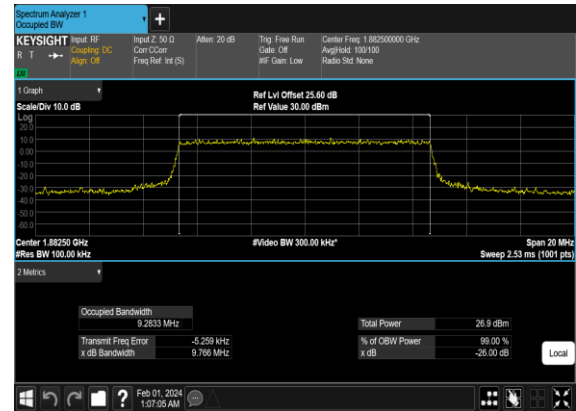 Spectrum Analyzer 1
Occupied BW
+
KEYSIGHT Input: RF Input Z: 50 Ω Atten: 20 dB Trig: Free Run Center Freq: 1.882500000 GHz
R T Coupling: DC Corr CCorr Gate: Off Avg|Hold: 100/100
Align: Off Freq Ref: Int (S) #IF Gain: Low Radio Std: None
1 Graph
Scale/Div 10.0 dB
Ref Lvl Offset 25.60 dB
Ref Value 30.00 dBm
Log
20.0
10.0
0.00
-10.0
-20.0
-30.0
-40.0
-50.0
-60.0
Center 1.88250 GHz #Video BW 300.00 kHz* Span 20 MHz
#Res BW 100.00 kHz Sweep 2.53 ms (1001 pts)
2 Metrics
Occupied Bandwidth
9.2833 MHz Total Power 26.9 dBm
Transmit Freq Error -5.259 kHz % of OBW Power 99.00 %
x dB Bandwidth 9.766 MHz x dB -26.00 dB
Local
? Feb 01, 2024
1:07:05 AM